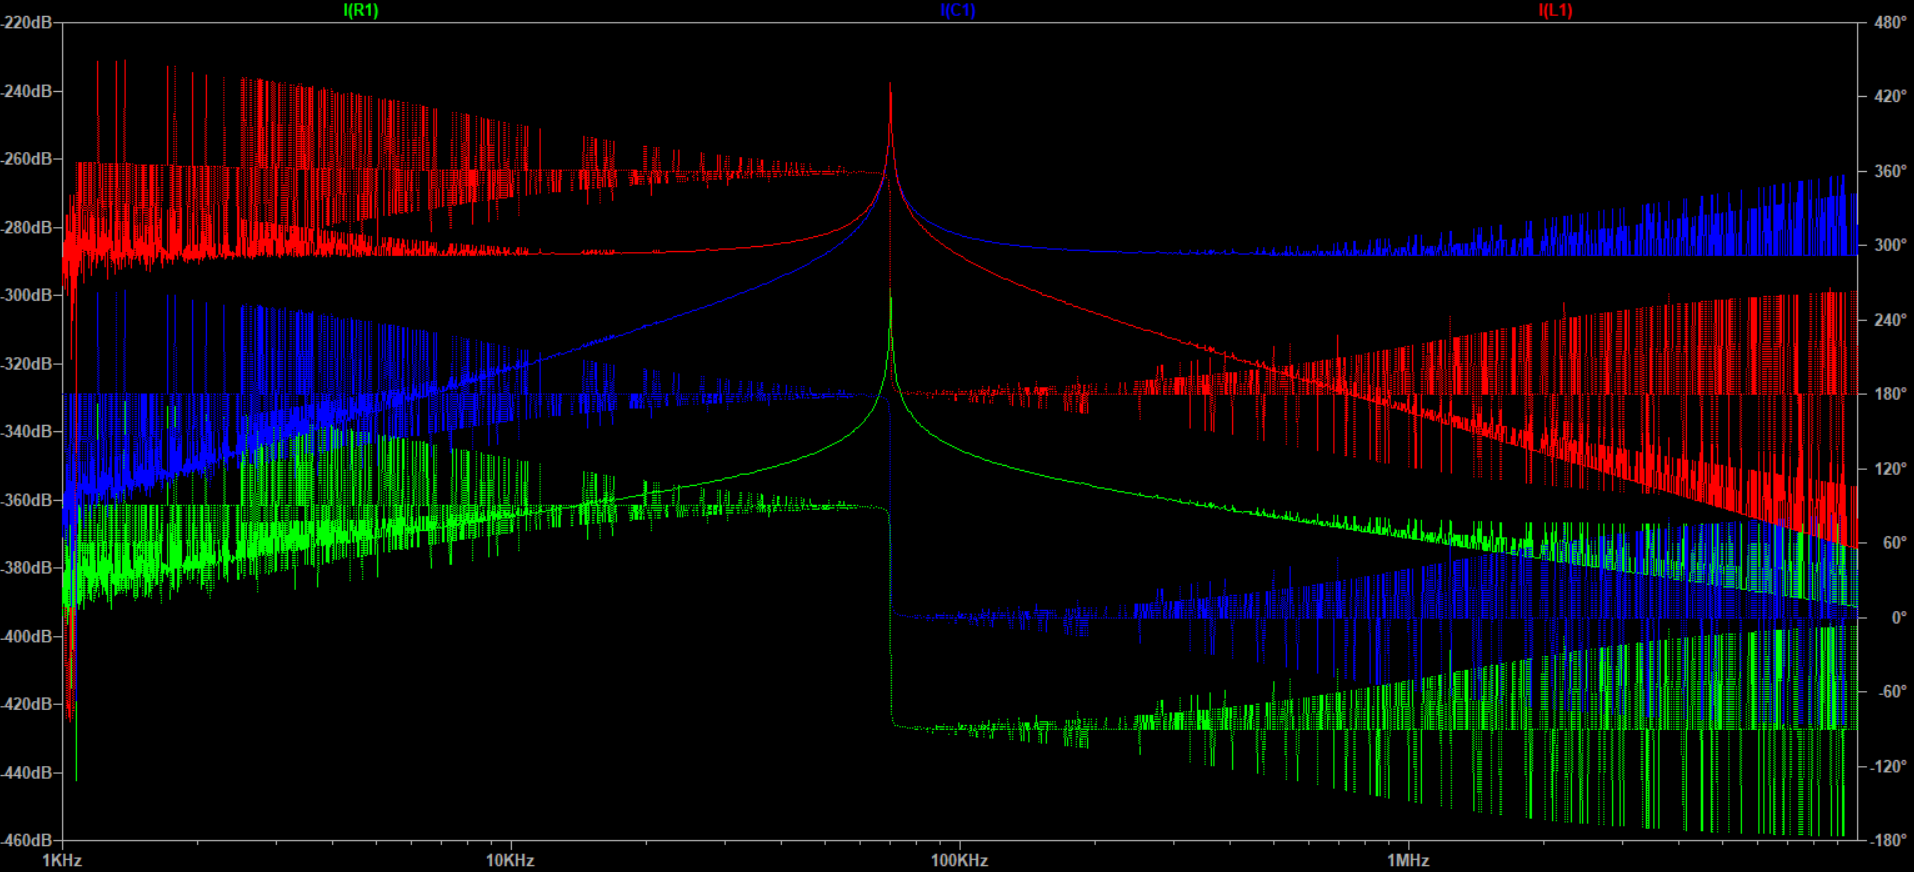 I(R1) I(C1) I(L1)
-220dB 480°
-240dB 420°
-260dB 360°
-280dB 300°
-300dB 240°
-320dB 180°
-340dB 120°
-360dB 60°
-380dB 0°
-400dB -60°
-420dB -120°
-440dB -180°
-460dB
1KHz 10KHz 100KHz 1MHz